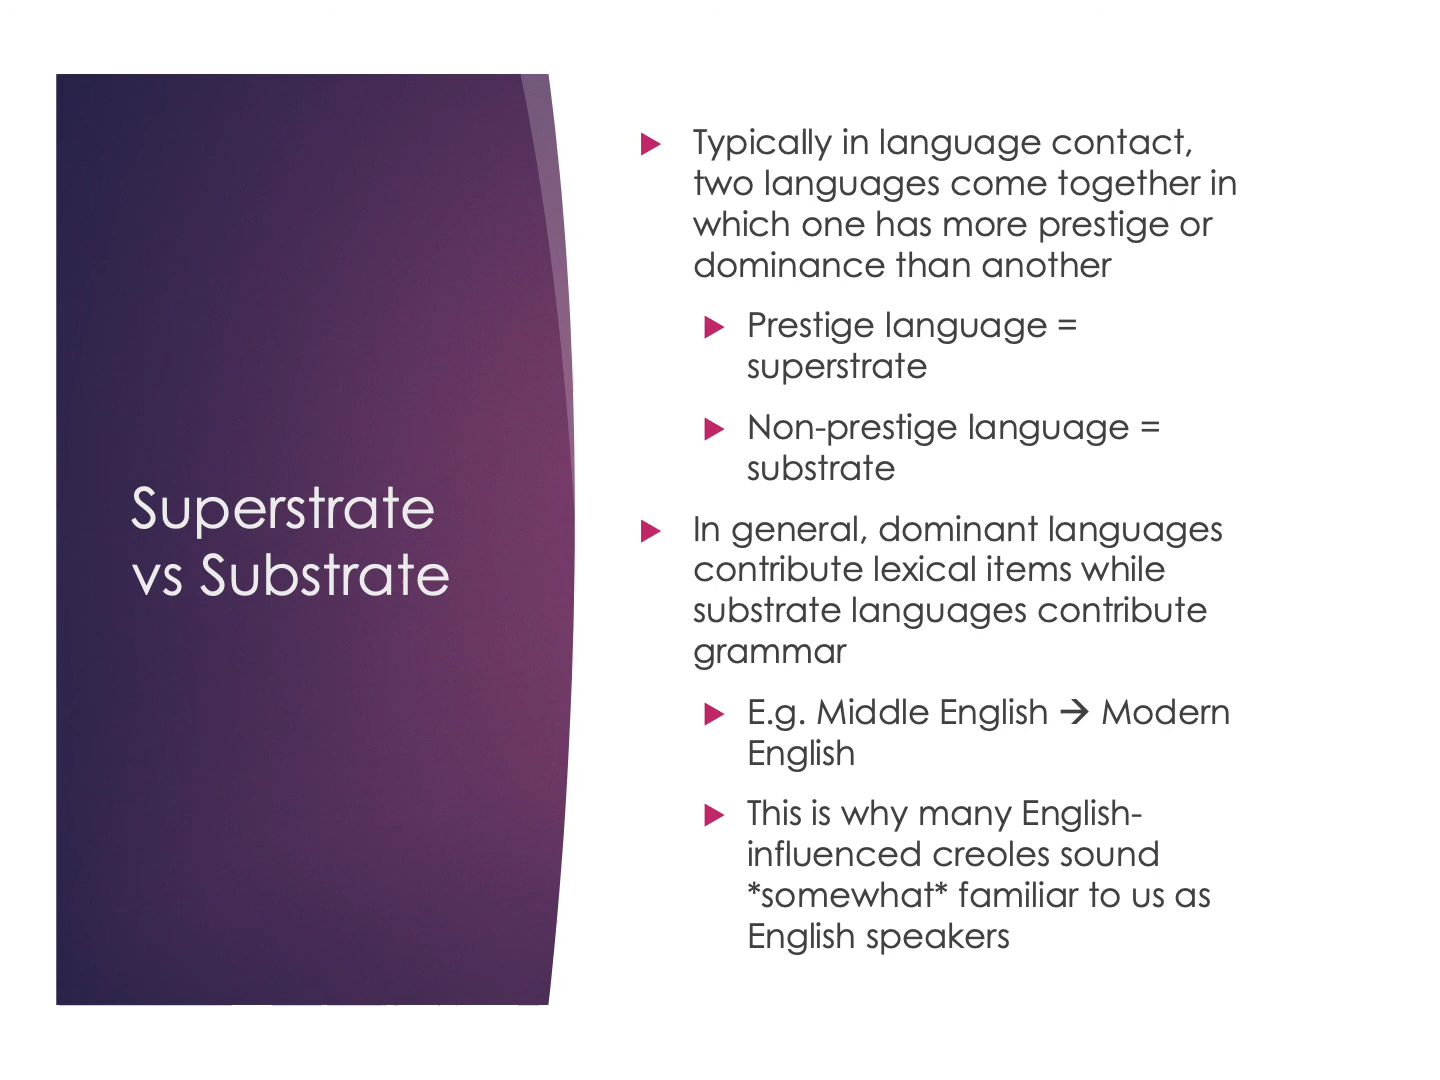 Superstrate
vs Substrate
Typically in language contact,
two languages come together in
which one has more prestige or
dominance than another
Prestige language =
superstrate
Non-prestige language =
substrate
In general, dominant languages
contribute lexical items while
substrate languages contribute
grammar
E.g. Middle English → Modern
English
This is why many English-
influenced creoles sound
*somewhat* familiar to us as
English speakers